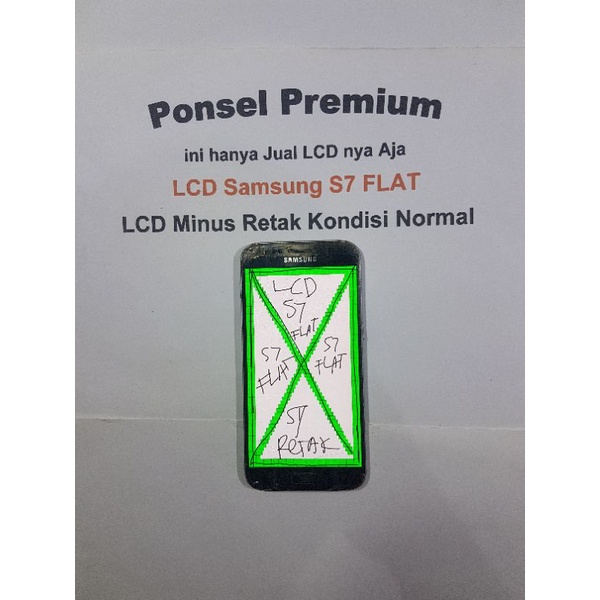 Ponsel Premium
ini hanya Jual LCD nya Aja
LCD Samsung S7 FLAT
LCD Minus Retak Kondisi Normal
SAMSUNG
LCD
S7
FLAT
S7
FLAT
S7
FLAT
S7
RETAK